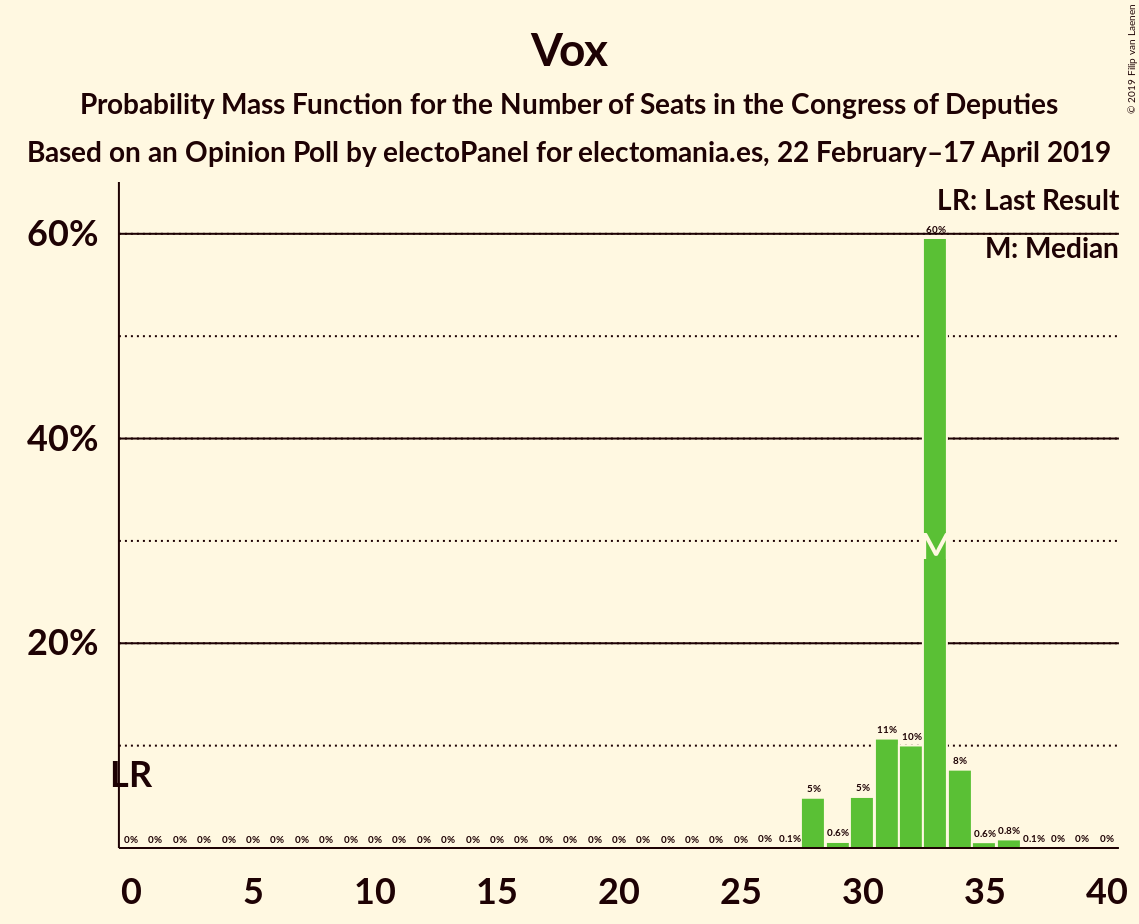 © 2019 Filip van Laenen
Vox
Probability Mass Function for the Number of Seats in the Congress of Deputies
Based on an Opinion Poll by electoPanel for electomania.es, 22 February–17 April 2019
LR: Last Result
M: Median
60%
40%
20%
60%
M
LR
0% 0% 0% 0% 0% 0% 0% 0% 0% 0% 0% 0% 0% 0% 0% 0% 0% 0% 0% 0% 0% 0% 0% 0% 0% 0% 0% 0.1% 5% 0.6% 5% 11% 10% 8% 0.6% 0.8% 0.1% 0% 0% 0%
0 5 10 15 20 25 30 35 40